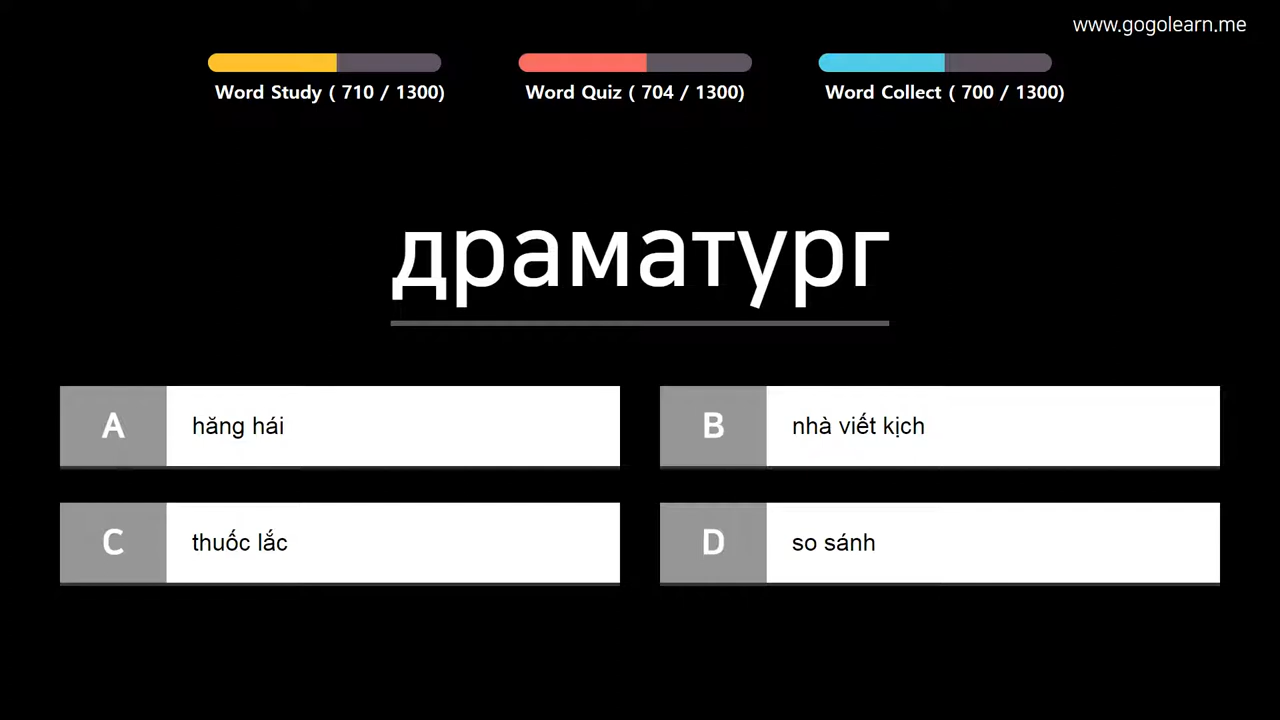 www.gogolearn.me
Word Study ( 710 / 1300)
Word Quiz ( 704 / 1300)
Word Collect ( 700 / 1300)
драматург
A hăng hái
B nhà viết kịch
C thuốc lắc
D so sánh